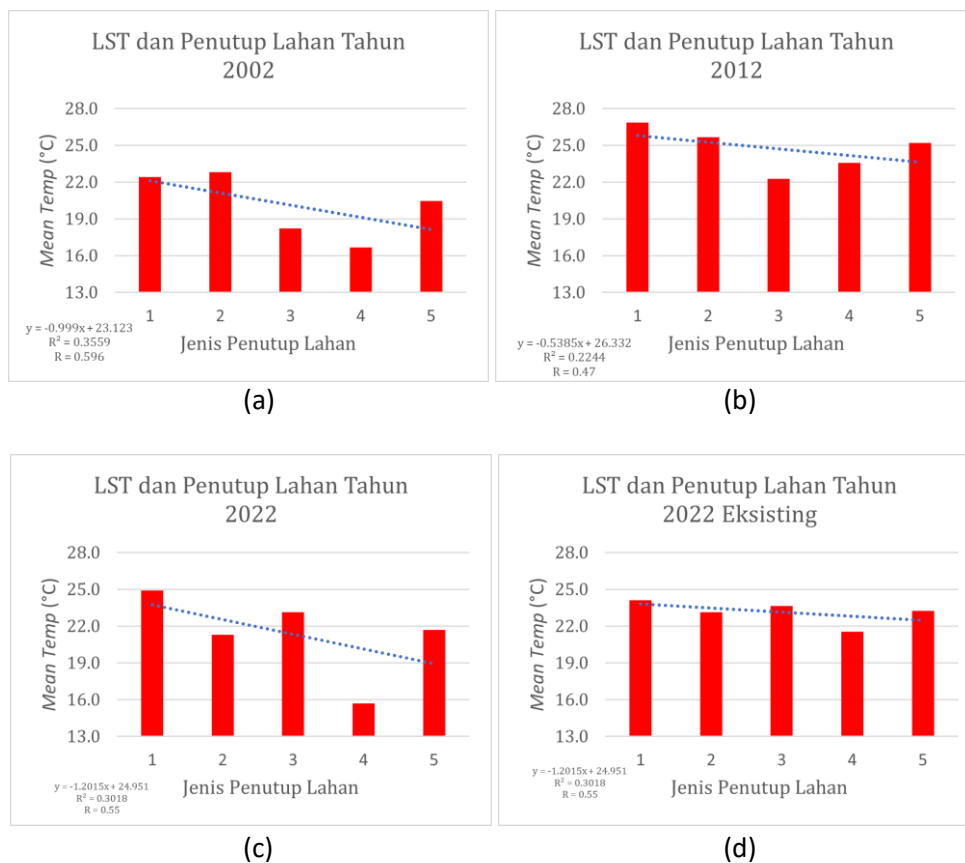 LST dan Penutup Lahan Tahun
2002
28.0
25.0
22.0
19.0
16.0
13.0
Mean Temp (°C)
1 2 3 4 5
y = -0.999x + 23.123
R² = 0.3559
R = 0.596
Jenis Penutup Lahan
(a)
LST dan Penutup Lahan Tahun
2012
28.0
25.0
22.0
19.0
16.0
13.0
Mean Temp (°C)
1 2 3 4 5
y = -0.5385x + 26.332
R² = 0.2244
R = 0.47
Jenis Penutup Lahan
(b)
LST dan Penutup Lahan Tahun
2022
28.0
25.0
22.0
19.0
16.0
13.0
Mean Temp (°C)
1 2 3 4 5
y = -1.2015x + 24.951
R² = 0.3018
R = 0.55
Jenis Penutup Lahan
(c)
LST dan Penutup Lahan Tahun
2022 Eksisting
28.0
25.0
22.0
19.0
16.0
13.0
Mean Temp (°C)
1 2 3 4 5
y = -1.2015x + 24.951
R² = 0.3018
R = 0.55
Jenis Penutup Lahan
(d)